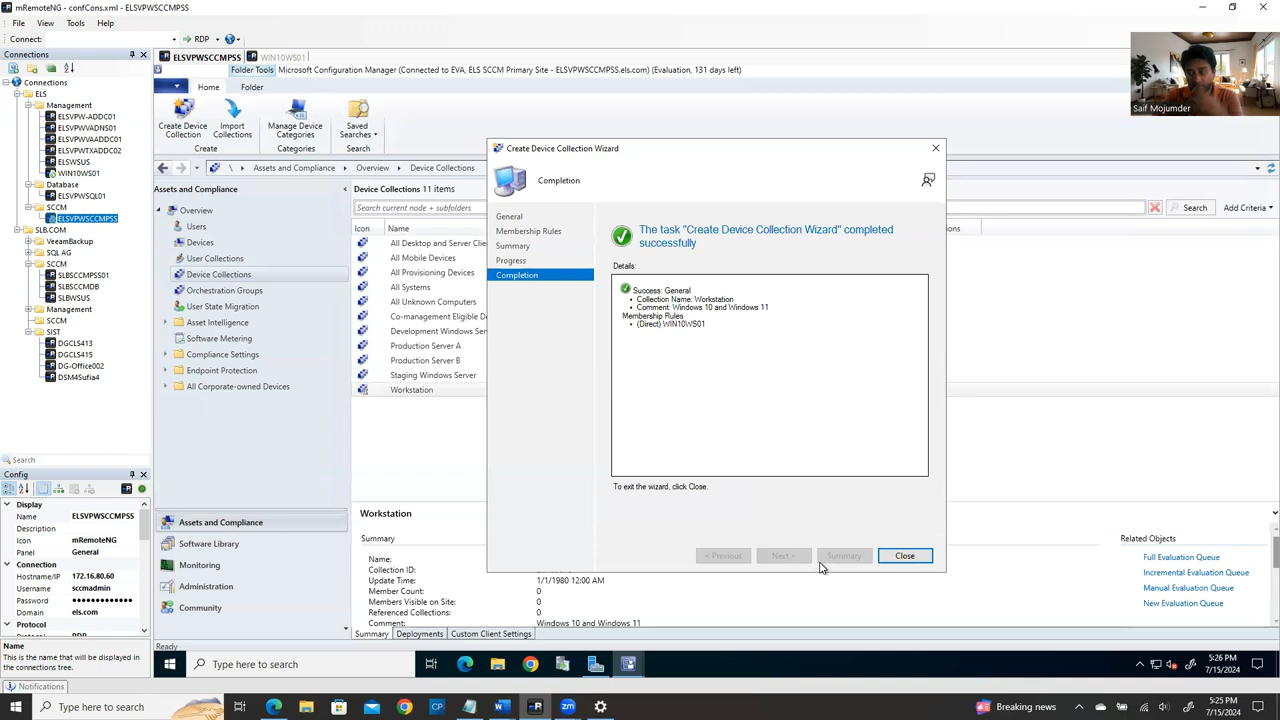 mRemoteNG - confCons.xml - ELSVPWSCCMPSS
File View Tools Help
Connect: RDP
Connections
ELSVPWSCCMPSS WIN10WS01
Folder Tools Microsoft Configuration Manager (Connected to EVA, ELS SCCM Primary Site - ELSVPWSCCMPSS.els.com) (Evaluation, 131 days left)
Home Folder
Create Device Collection
Import Collections
Manage Device Categories
Saved Searches
Create Categories Search
\ Assets and Compliance Overview Device Collections
Saif Mojumder
Connections
ELS
Management
ELSVPW-ADDC01
ELSVPWVADNS01
ELSVPWVAADDC01
ELSVPWTXADDC02
ELSWSUS
WIN10WS01
Database
ELSVPWSQL01
SCCM
ELSVPWSCCMPSS
SLB.COM
VeeamBackup
SQL AG
SCCM
SLBSCCMPSS01
SLBSCCMDB
SLBWSUS
Management
SCCM
SIST
DGCLS413
DGCLS415
DG-Office002
DSM4Sufia4
Search
Config
Display
Name ELSVPWSCCMPSS
Description
Icon mRemoteNG
Panel General
Connection
Hostname/IP 172.16.80.60
Username sccmadmin
Password
Domain els.com
Protocol
Name
This is the name that will be displayed in the connections tree.
Notifications
Assets and Compliance
Overview
Users
Devices
User Collections
Device Collections
Orchestration Groups
User State Migration
Asset Intelligence
Software Metering
Compliance Settings
Endpoint Protection
All Corporate-owned Devices
Assets and Compliance
Software Library
Monitoring
Administration
Community
Ready
Device Collections 11 items
Search current node + subfolders
Search Add Criteria
Icon Name
All Desktop and Server Clie
All Mobile Devices
All Provisioning Devices
All Systems
All Unknown Computers
Co-management Eligible De
Development Windows Ser
Production Server A
Production Server B
Staging Windows Server
Workstation
Create Device Collection Wizard
Completion
General
Membership Rules
Summary
Progress
Completion
The task "Create Device Collection Wizard" completed
successfully
Details:
Success: General
• Collection Name: Workstation
• Comment: Windows 10 and Windows 11
Membership Rules
• (Direct) WIN10WS01
To exit the wizard, click Close.
< Previous Next > Summary Close
Workstation
Summary
Name:
Collection ID:
Update Time: 1/1/1980 12:00 AM
Member Count: 0
Members Visible on Site: 0
Referenced Collections: 0
Comment: Windows 10 and Windows 11
Summary Deployments Custom Client Settings
Related Objects
Full Evaluation Queue
Incremental Evaluation Queue
Manual Evaluation Queue
New Evaluation Queue
Type here to search
5:26 PM
7/15/2024
Type here to search
Breaking news
5:25 PM
7/15/2024